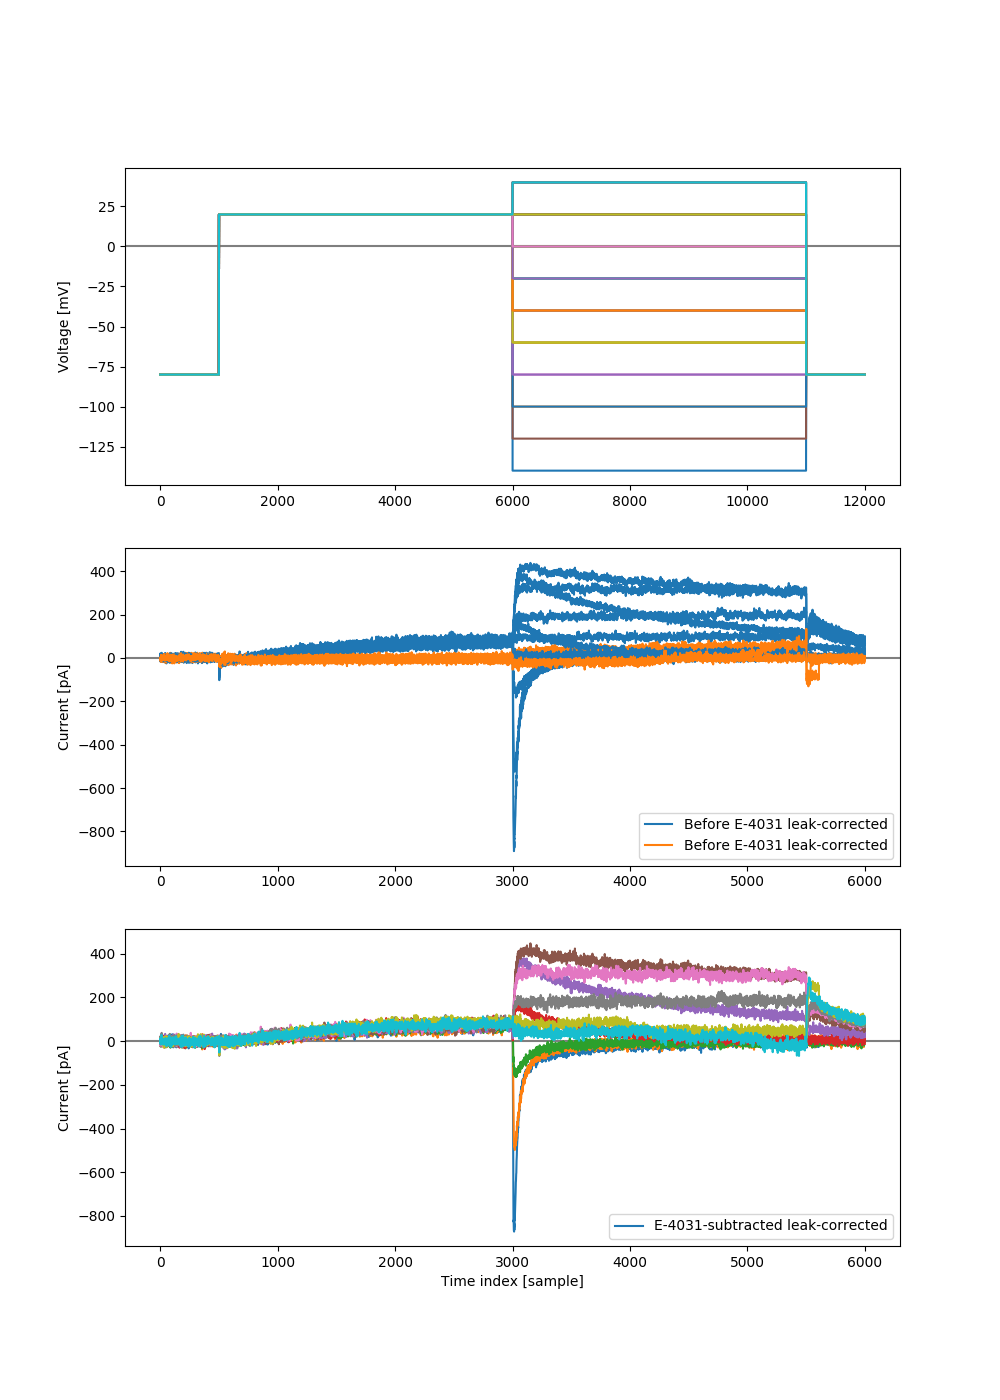 Voltage [mV]
25
0
−25
−50
−75
−100
−125
0 2000 4000 6000 8000 10000 12000
Current [pA]
400
200
0
−200
−400
−600
−800
Before E-4031 leak-corrected
Before E-4031 leak-corrected
0 1000 2000 3000 4000 5000 6000
Current [pA]
400
200
0
−200
−400
−600
−800
E-4031-subtracted leak-corrected
0 1000 2000 3000 4000 5000 6000
Time index [sample]